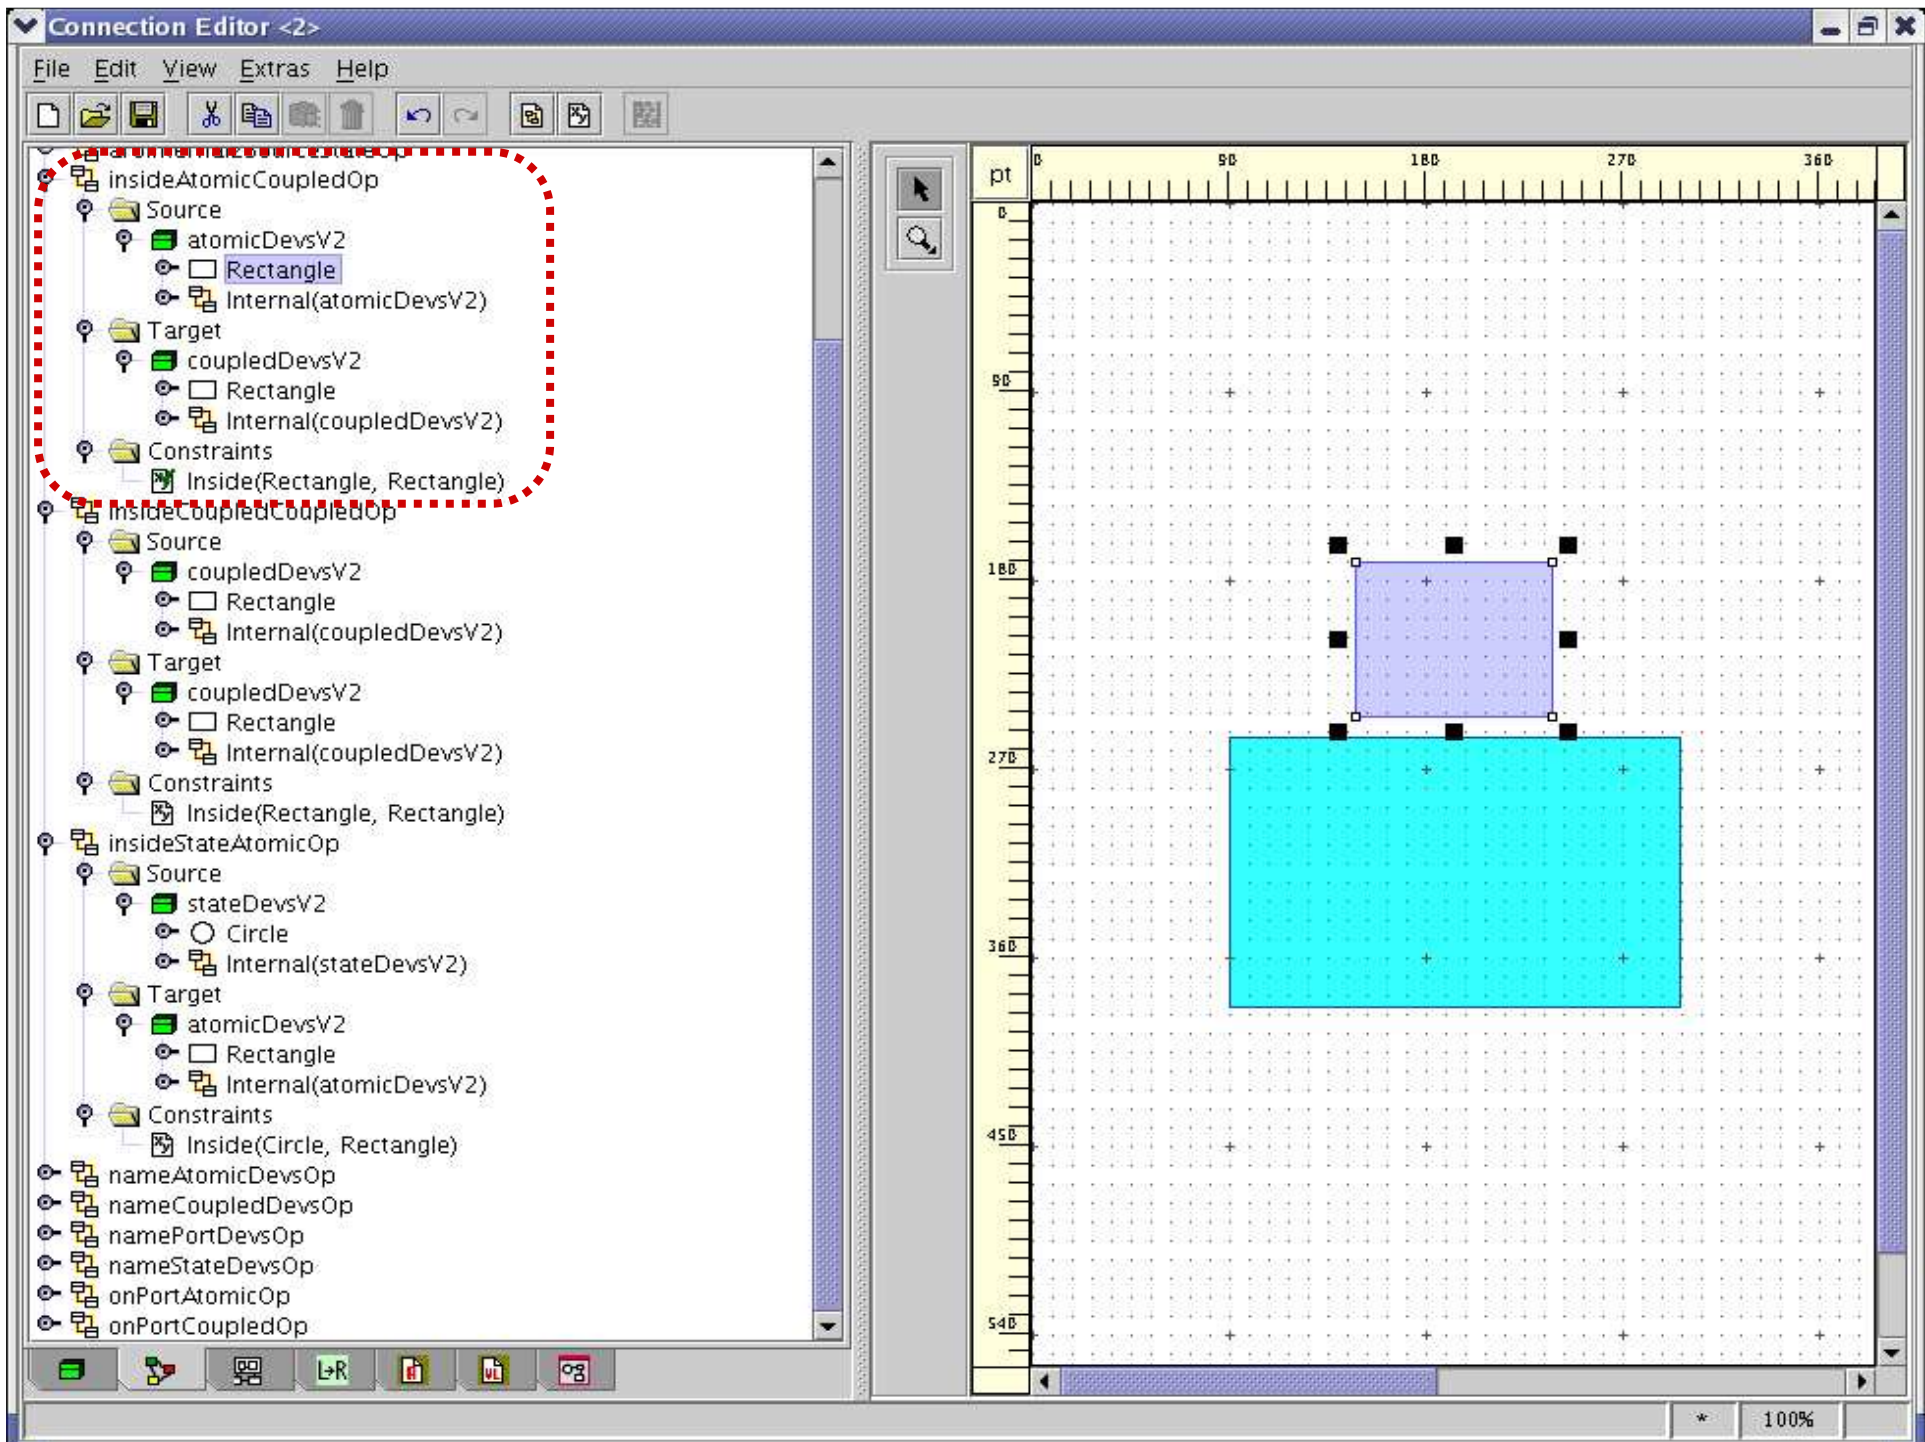 Connection Editor <2>
File Edit View Extras Help
insideAtomicCoupledOp
Source
atomicDevsV2
Rectangle
Internal(atomicDevsV2)
Target
coupledDevsV2
Rectangle
Internal(coupledDevsV2)
Constraints
Inside(Rectangle, Rectangle)
insideCoupledCoupledOp
Source
coupledDevsV2
Rectangle
Internal(coupledDevsV2)
Target
coupledDevsV2
Rectangle
Internal(coupledDevsV2)
Constraints
Inside(Rectangle, Rectangle)
insideStateAtomicOp
Source
stateDevsV2
Circle
Internal(stateDevsV2)
Target
atomicDevsV2
Rectangle
Internal(atomicDevsV2)
Constraints
Inside(Circle, Rectangle)
nameAtomicDevsOp
nameCoupledDevsOp
namePortDevsOp
nameStateDevsOp
onPortAtomicOp
onPortCoupledOp
L→R
A
VL
pt
0 90 180 270 360
0
90
180
270
360
450
540
* 100%